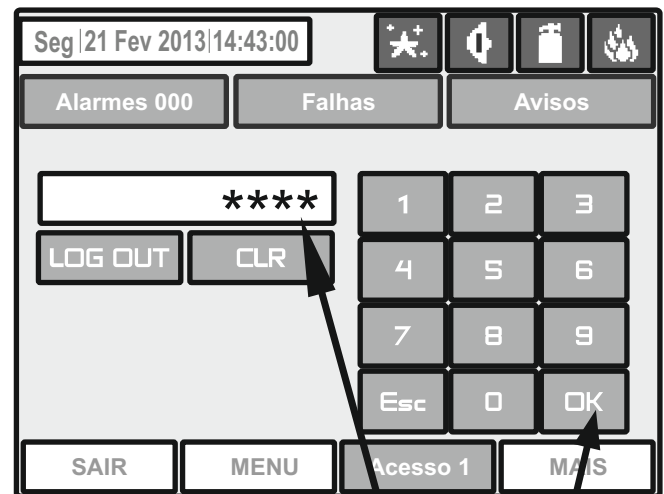 Seg|21 Fev 2013|14:43:00
Alarmes 000 Falhas Avisos
**** 1 2 3
LOG OUT CLR 4 5 6
7 8 9
Esc 0 OK
SAIR MENU Acesso 1 MAIS